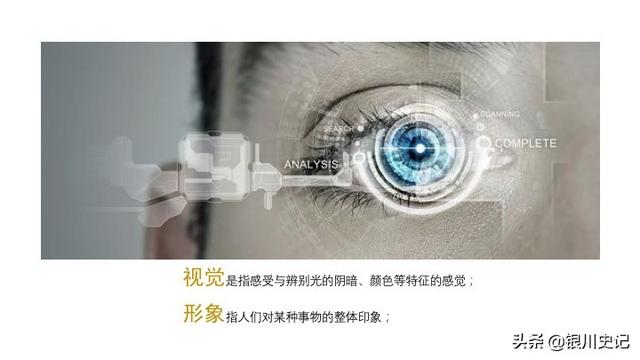 SCANNING
SEARCH
COMPLETE
ANALYSIS
视觉是指感受与辨别光的阴暗、颜色等特征的感觉；
形象指人们对某种事物的整体印象；
头条 @银川史记